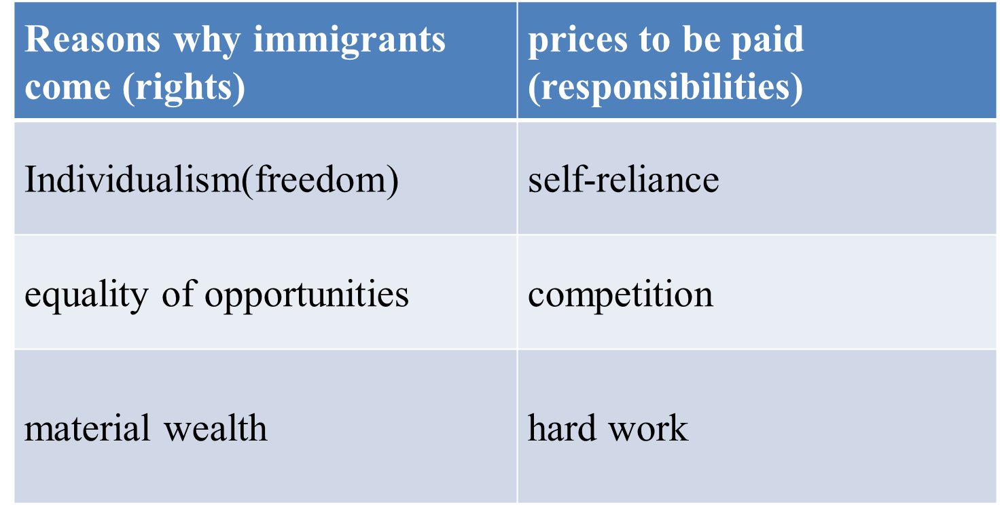 Reasons why immigrants
come (rights)
prices to be paid
(responsibilities)
Individualism(freedom)
self-reliance
equality of opportunities
competition
material wealth
hard work